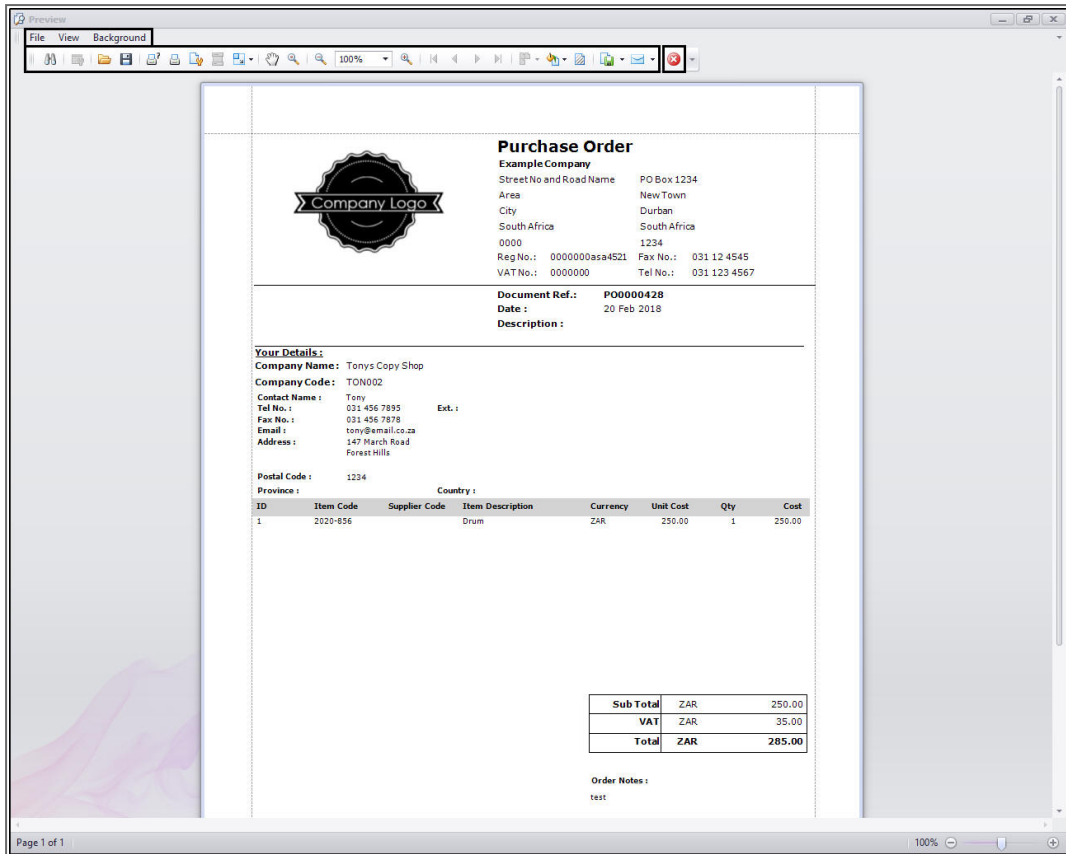 Preview
File View Background
100%
Purchase Order
Example Company
Street No and Road Name PO Box 1234
Area New Town
City Durban
South Africa South Africa
0000 1234
Reg No.: 0000000asa4521 Fax No.: 031 12 4545
VAT No.: 0000000 Tel No.: 031 123 4567
Company Logo
Document Ref.: PO0000428
Date : 20 Feb 2018
Description :
Your Details :
Company Name : Tonys Copy Shop
Company Code : TON002
Contact Name : Tony
Tel No. : 031 456 7895 Ext. :
Fax No. : 031 456 7878
Email : tony@email.co.za
Address : 147 March Road
Forest Hills
Postal Code : 1234
Province : Country :
ID Item Code Supplier Code Item Description Currency Unit Cost Qty Cost
1 2020-856 Drum ZAR 250.00 1 250.00
Sub Total ZAR 250.00
VAT ZAR 35.00
Total ZAR 285.00
Order Notes :
test
Page 1 of 1 100%